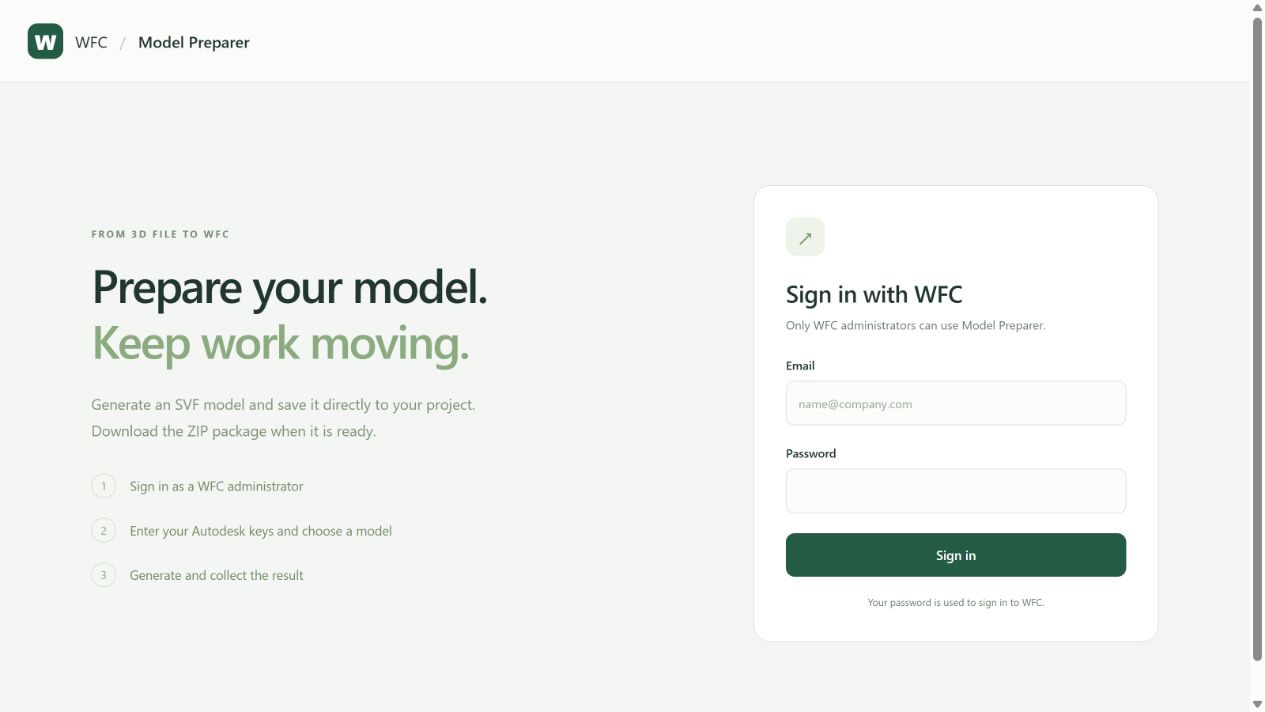 W WFC / Model Preparer
FROM 3D FILE TO WFC
Prepare your model.
Keep work moving.
Generate an SVF model and save it directly to your project.
Download the ZIP package when it is ready.
1 Sign in as a WFC administrator
2 Enter your Autodesk keys and choose a model
3 Generate and collect the result
Sign in with WFC
Only WFC administrators can use Model Preparer.
Email
name@company.com
Password
Sign in
Your password is used to sign in to WFC.